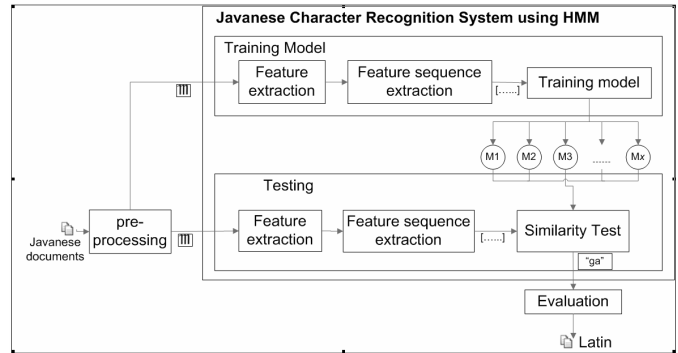 Javanese Character Recognition System using HMM
Training Model
Feature
extraction
Feature sequence
extraction
[......]
Training model
M1
M2
M3
......
Mx
Testing
Javanese
documents
pre-
processing
Feature
extraction
Feature sequence
extraction
[......]
Similarity Test
"ga"
Evaluation
Latin